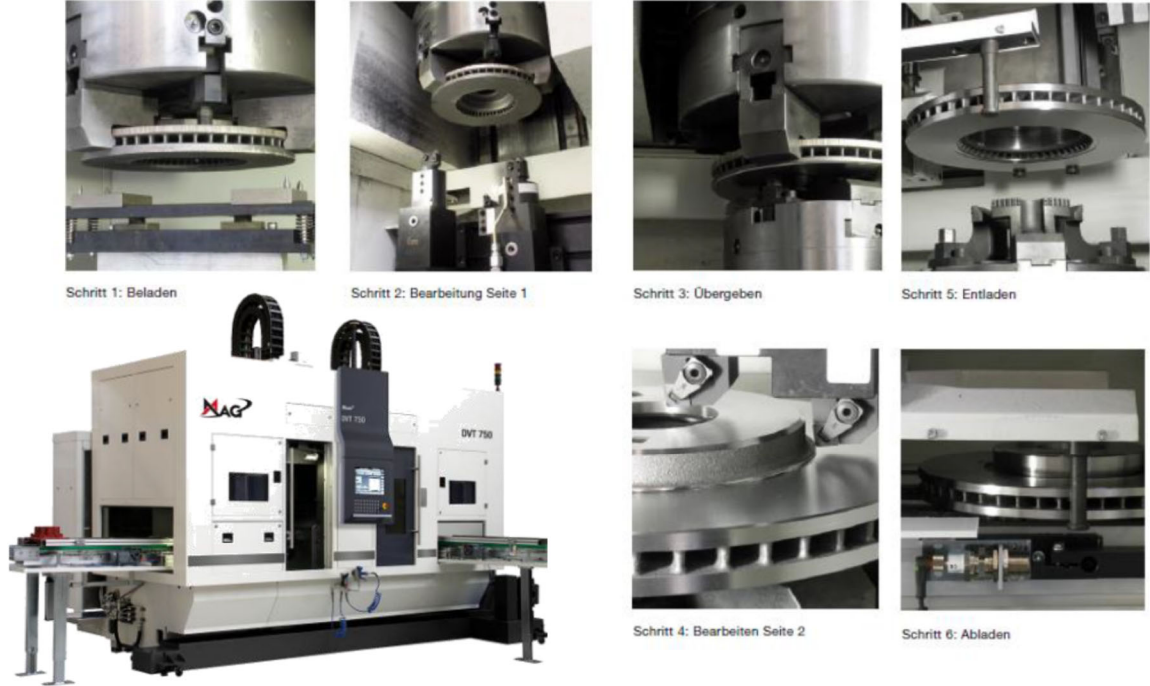 Schritt 1: Beladen
Schritt 2: Bearbeitung Seite 1
Schritt 3: Übergeben
Schritt 5: Entladen
MAG
DVT 750
DVT 750
Schritt 4: Bearbeiten Seite 2
Schritt 6: Abladen